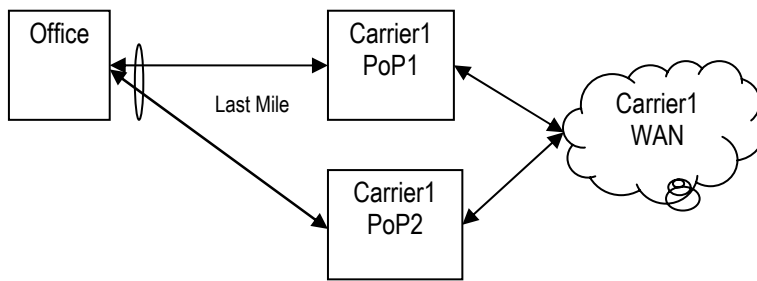 Office
Carrier1
PoP1
Last Mile
Carrier1
WAN
Carrier1
PoP2